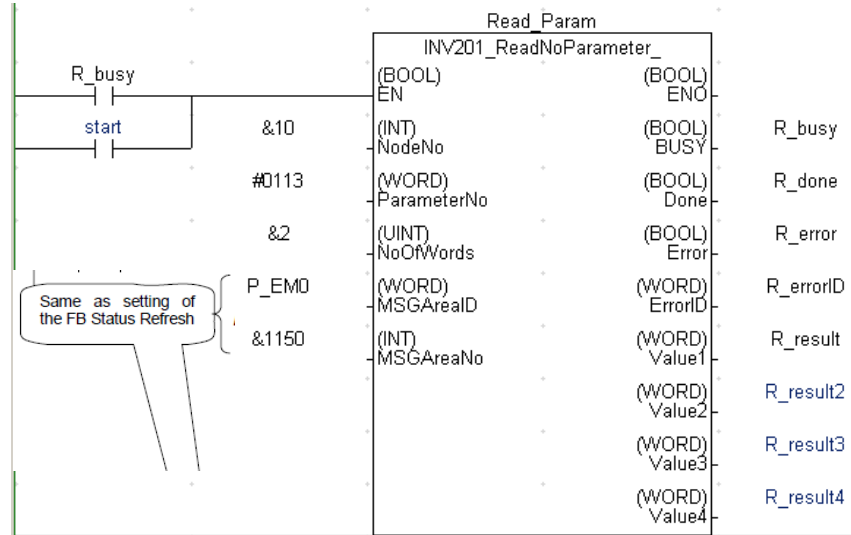 Read_Param
INV201_ReadNoParameter_
R_busy
(BOOL)
EN
(BOOL)
ENO
start
&10
(INT)
NodeNo
(BOOL)
BUSY
R_busy
#0113
(WORD)
ParameterNo
(BOOL)
Done
R_done
&2
(UINT)
NoOfWords
(BOOL)
Error
R_error
Same as setting of
the FB Status Refresh
P_EM0
(WORD)
MSGAreaID
(WORD)
ErrorID
R_errorID
&1150
(INT)
MSGAreaNo
(WORD)
Value1
R_result
(WORD)
Value2
R_result2
(WORD)
Value3
R_result3
(WORD)
Value4
R_result4